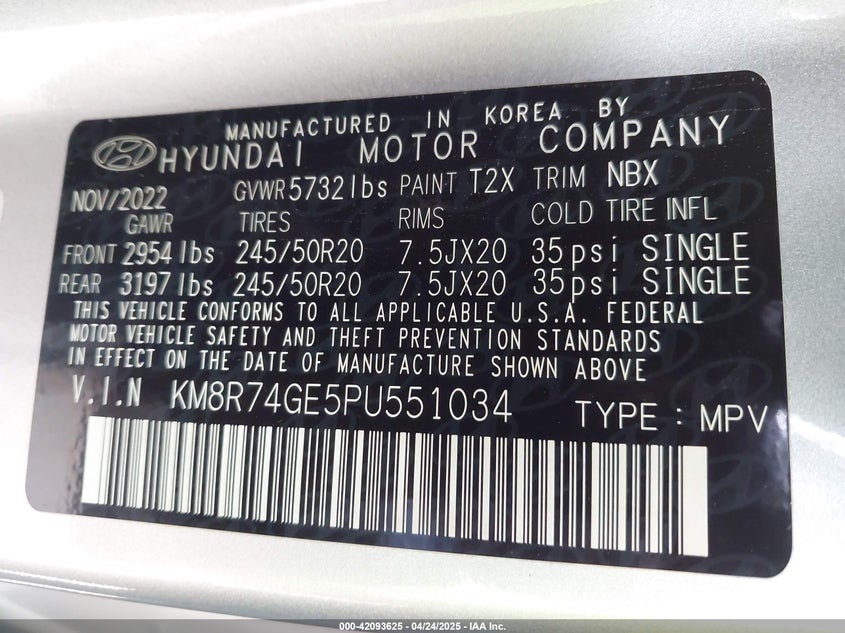 MANUFACTURED IN KOREA BY
HYUNDAI MOTOR COMPANY
NOV/2022 GVWR 5732 lbs PAINT T2X TRIM NBX
GAWR TIRES RIMS COLD TIRE INFL
FRONT 2954 lbs 245/50R20 7.5JX20 35psi SINGLE
REAR 3197 lbs 245/50R20 7.5JX20 35psi SINGLE
THIS VEHICLE CONFORMS TO ALL APPLICABLE U.S.A. FEDERAL
MOTOR VEHICLE SAFETY AND THEFT PREVENTION STANDARDS
IN EFFECT ON THE DATE OF MANUFACTURE SHOWN ABOVE
V.I.N KM8R74GE5PU551034 TYPE : MPV
000-42093625 - 04/24/2025 - IAA Inc.